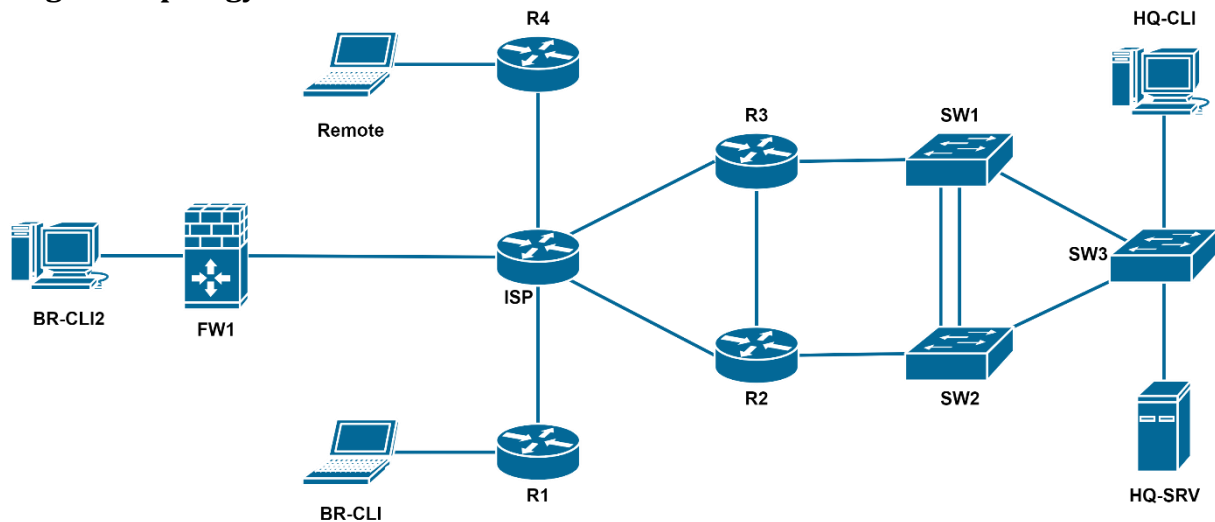 R4
HQ-CLI
Remote
R3
SW1
SW3
ISP
BR-CLI2
FW1
R2
SW2
R1
BR-CLI
HQ-SRV